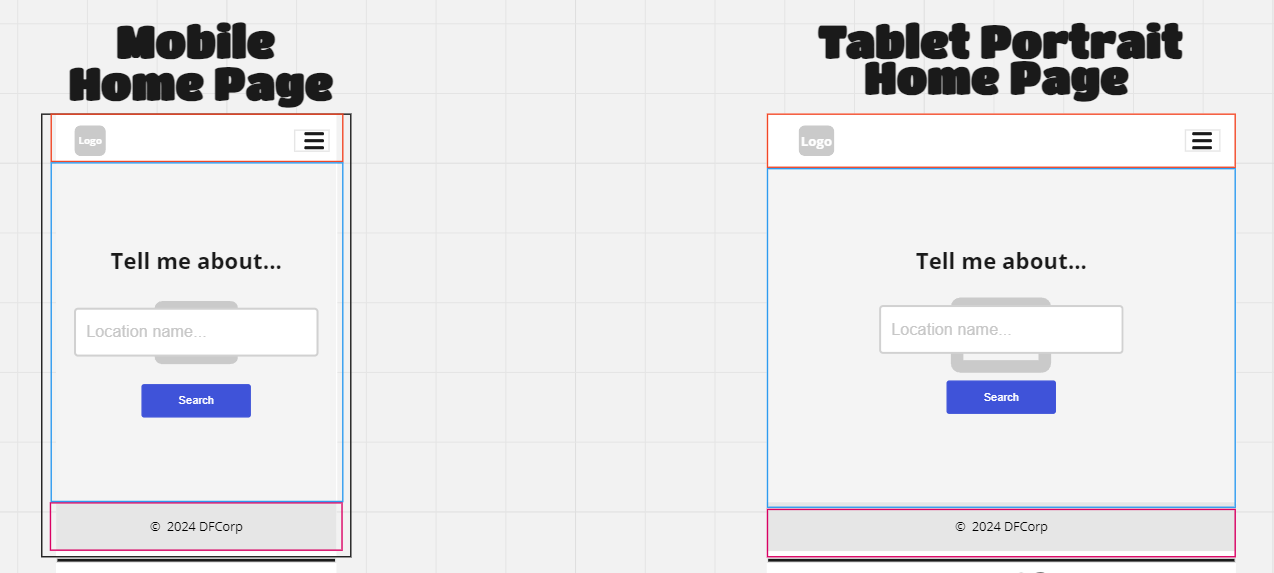 Mobile
Home Page
Logo
Tell me about...
Location name...
Search
© 2024 DFCorp
Tablet Portrait
Home Page
Logo
Tell me about...
Location name...
Search
© 2024 DFCorp